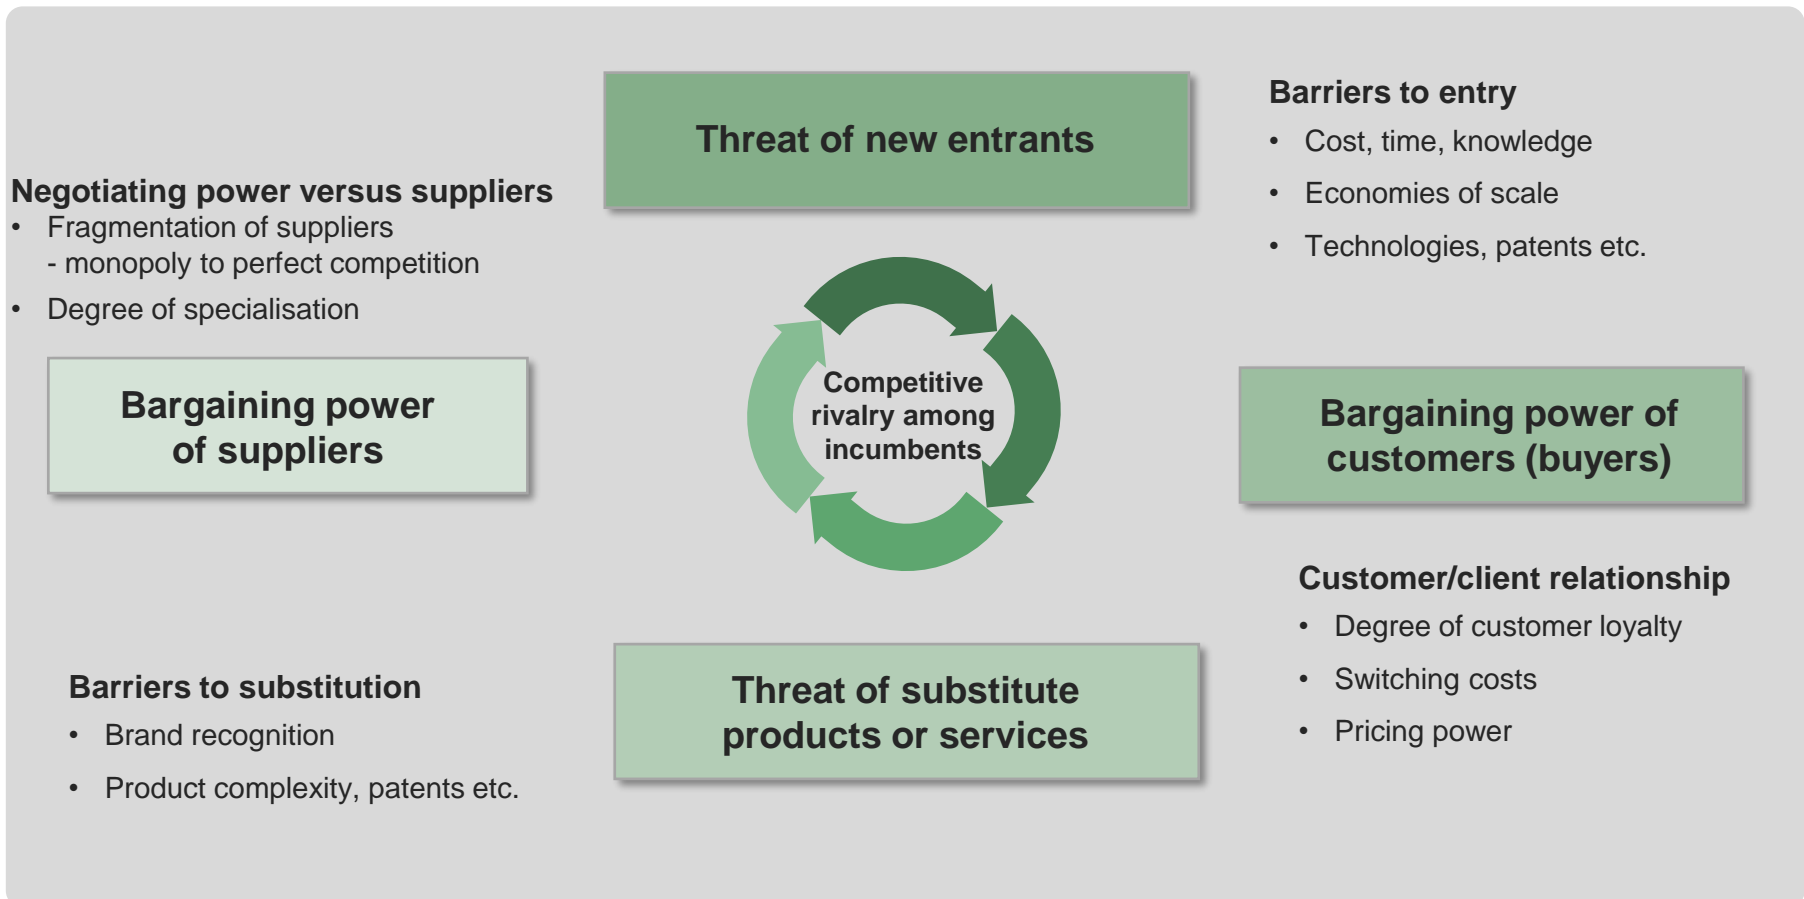 Threat of new entrants
Barriers to entry
• Cost, time, knowledge
• Economies of scale
• Technologies, patents etc.
Negotiating power versus suppliers
• Fragmentation of suppliers
- monopoly to perfect competition
• Degree of specialisation
Bargaining power
of suppliers
Competitive
rivalry among
incumbents
Bargaining power of
customers (buyers)
Customer/client relationship
• Degree of customer loyalty
• Switching costs
• Pricing power
Threat of substitute
products or services
Barriers to substitution
• Brand recognition
• Product complexity, patents etc.